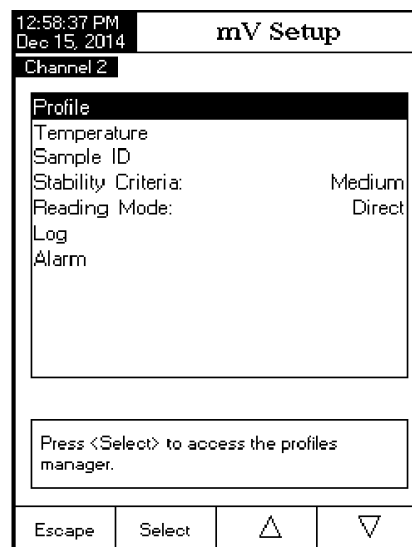 12:58:37 PM
Dec 15, 2014
mV Setup
Channel 2
Profile
Temperature
Sample ID
Stability Criteria: Medium
Reading Mode: Direct
Log
Alarm
Press <Select> to access the profiles
manager.
Escape Select